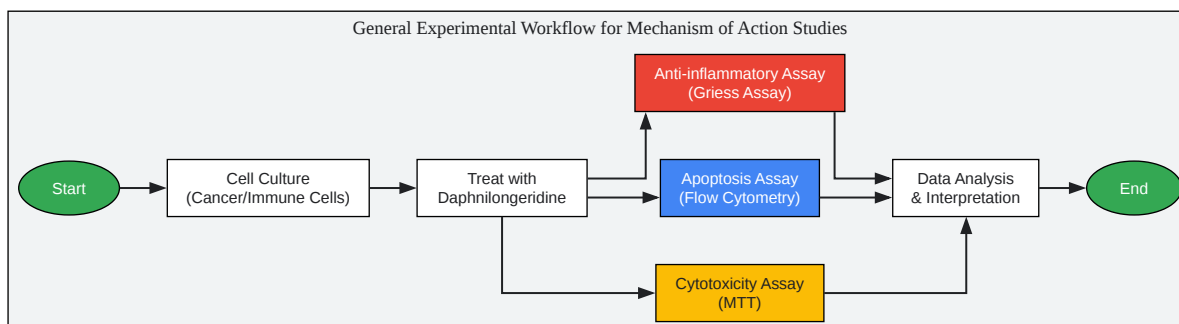 General Experimental Workflow for Mechanism of Action Studies
Start
Cell Culture
(Cancer/Immune Cells)
Treat with
Daphnilongeridine
Anti-inflammatory Assay
(Griess Assay)
Apoptosis Assay
(Flow Cytometry)
Cytotoxicity Assay
(MTT)
Data Analysis
& Interpretation
End